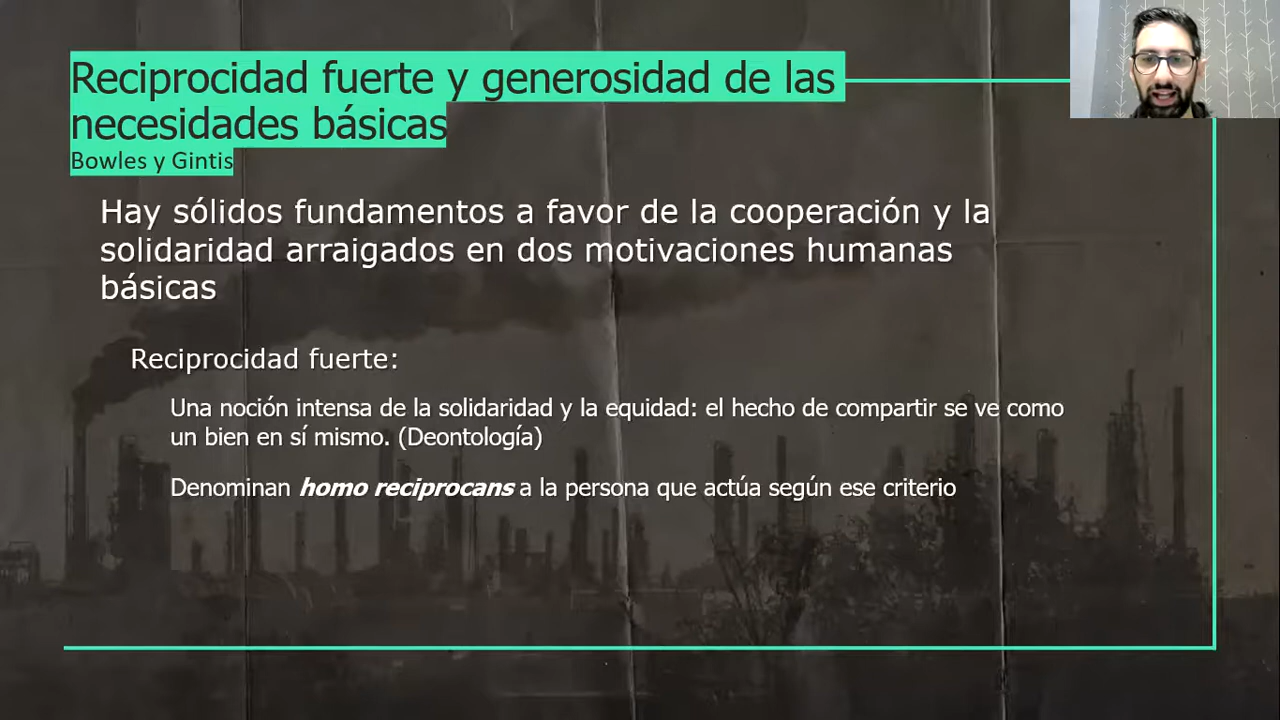 Reciprocidad fuerte y generosidad de las
necesidades básicas
Bowles y Gintis
Hay sólidos fundamentos a favor de la cooperación y la
solidaridad arraigados en dos motivaciones humanas
básicas
Reciprocidad fuerte:
Una noción intensa de la solidaridad y la equidad: el hecho de compartir se ve como
un bien en sí mismo. (Deontología)
Denominan homo reciprocans a la persona que actúa según ese criterio